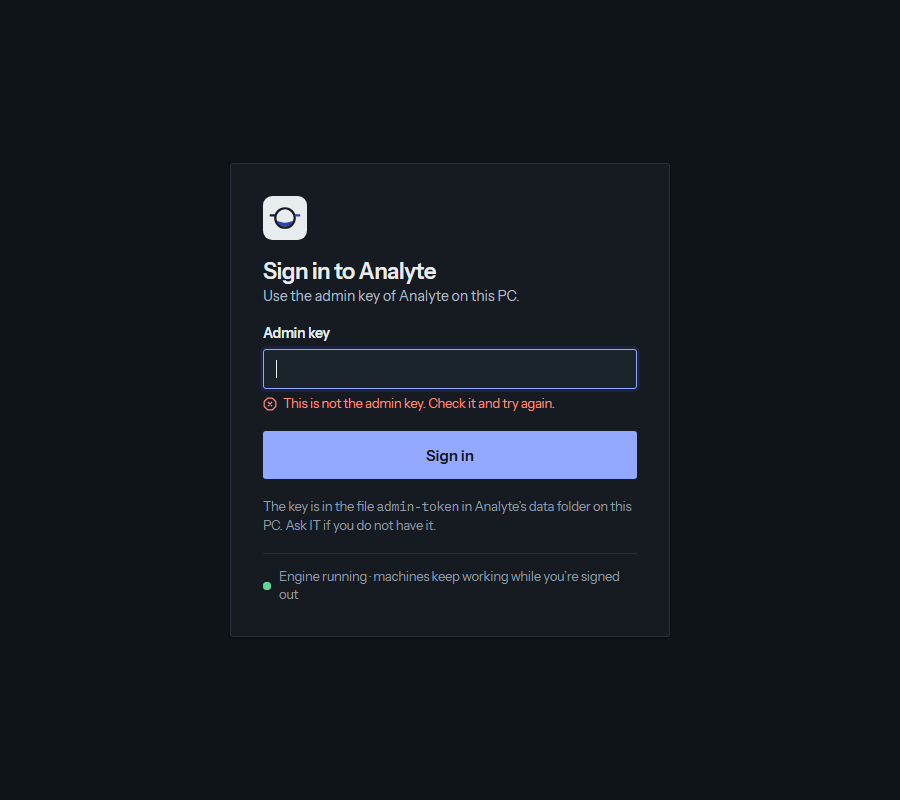 Sign in to Analyte
Use the admin key of Analyte on this PC.
Admin key
This is not the admin key. Check it and try again.
Sign in
The key is in the file admin-token in Analyte’s data folder on this
PC. Ask IT if you do not have it.
Engine running · machines keep working while you’re signed
out